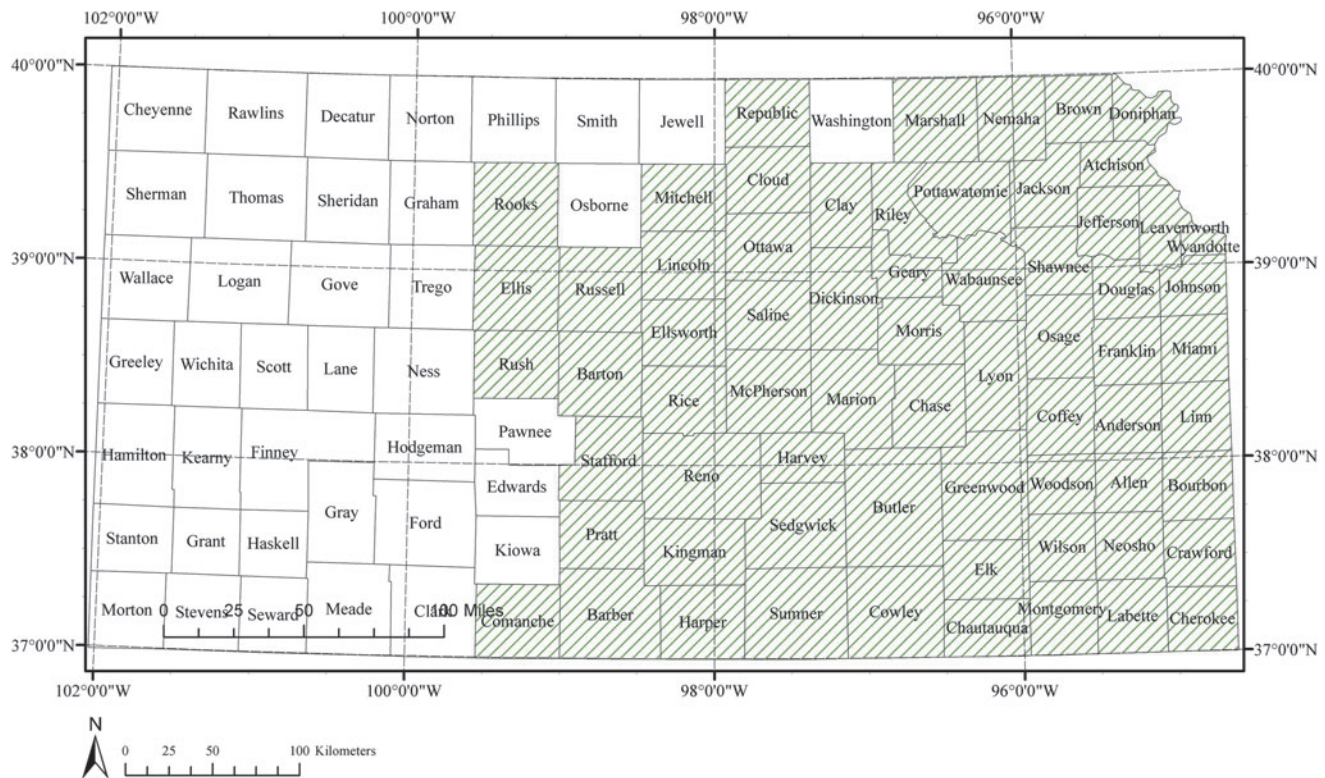 102°0'0"W 100°0'0"W 98°0'0"W 96°0'0"W
40°0'0"N 40°0'0"N
Cheyenne Rawlins Decatur Norton Phillips Smith Jewell Republic Washington Marshall Nemaha Brown Doniphan
Sherman Thomas Sheridan Graham Rooks Osborne Mitchell Cloud Clay Riley Pottawatomie Jackson Atchison
Jefferson Leavenworth
Wyandotte
39°0'0"N 39°0'0"N
Wallace Logan Gove Trego Ellis Russell Lincoln Ottawa Saline Dickinson Geary Wabaunsee Shawnee Douglas Johnson
Greeley Wichita Scott Lane Ness Rush Barton Ellsworth Rice McPherson Marion Morris Chase Lyon Osage Franklin Miami
Coffey Anderson Linn
38°0'0"N 38°0'0"N
Hamilton Kearny Finney Hodgeman Pawnee Stafford Reno Harvey Butler Greenwood Woodson Allen Bourbon
Edwards
Stanton Grant Haskell Gray Ford Kiowa Pratt Kingman Sedgwick Elk Wilson Neosho Crawford
Morton Stevens Seward Meade Clark Comanche Barber Harper Sumner Cowley Chautauqua Montgomery Labette Cherokee
0 25 50 100 Miles
37°0'0"N 37°0'0"N
102°0'0"W 100°0'0"W 98°0'0"W 96°0'0"W
N
0 25 50 100 Kilometers